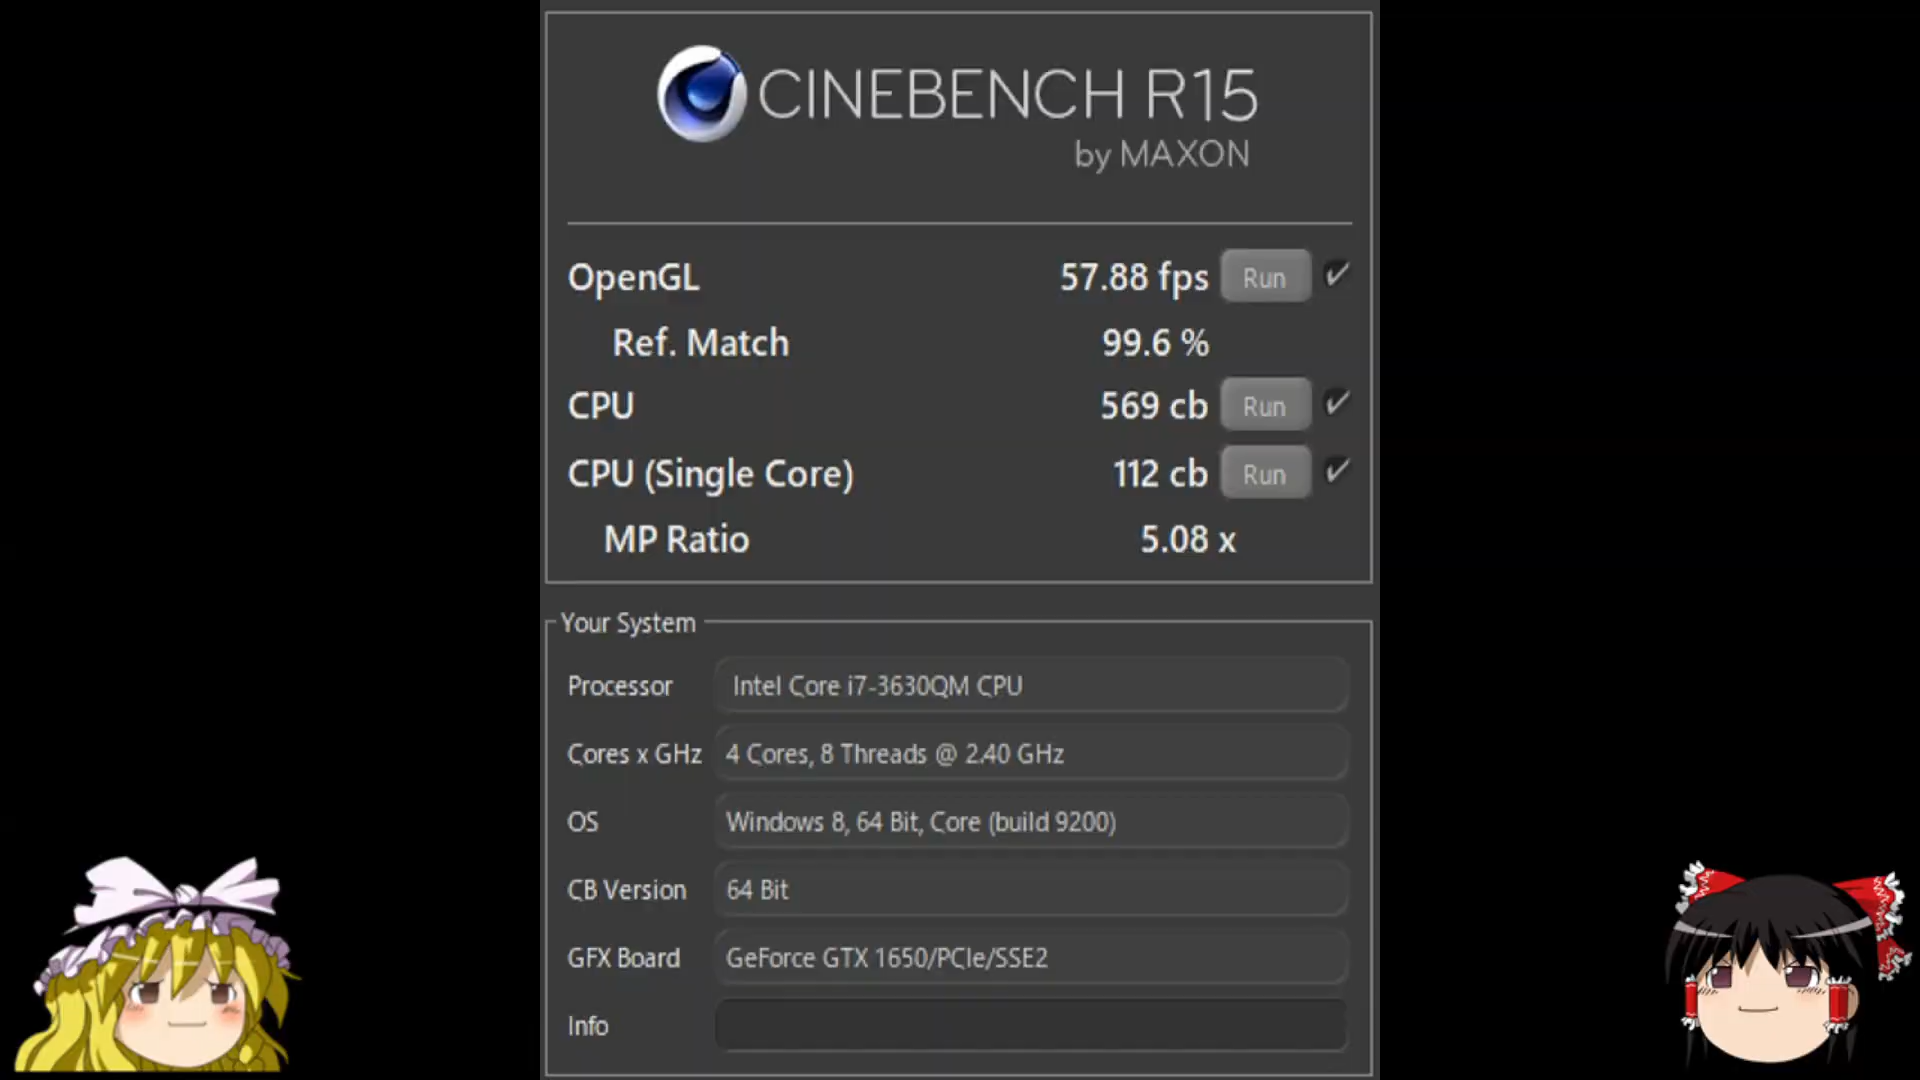 CINEBENCH R15
by MAXON
OpenGL 57.88 fps Run
Ref. Match 99.6 %
CPU 569 cb Run
CPU (Single Core) 112 cb Run
MP Ratio 5.08 x
Your System
Processor Intel Core i7-3630QM CPU
Cores x GHz 4 Cores, 8 Threads @ 2.40 GHz
OS Windows 8, 64 Bit, Core (build 9200)
CB Version 64 Bit
GFX Board GeForce GTX 1650/PCIe/SSE2
Info